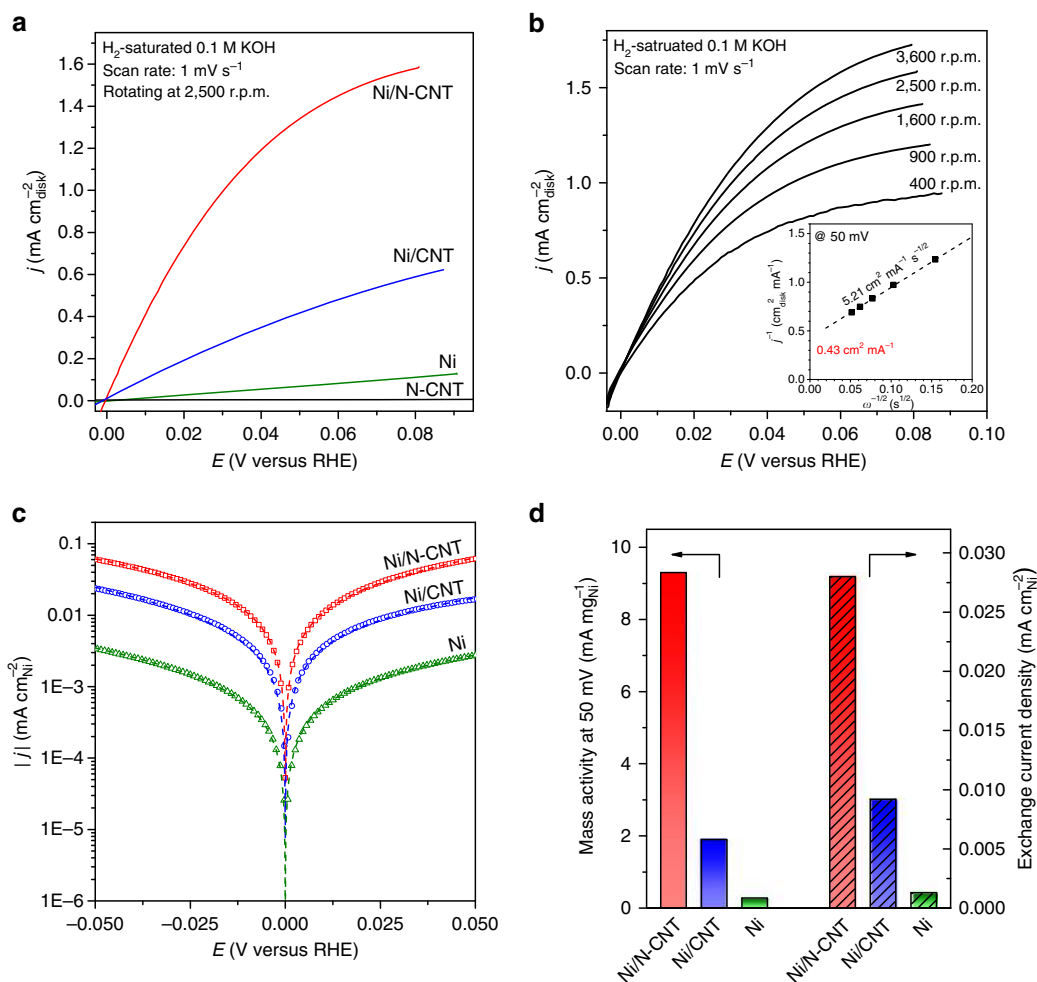 a
H2-saturated 0.1 M KOH
Scan rate: 1 mV s−1
Rotating at 2,500 r.p.m.
1.6
1.4
1.2
1.0
0.8
0.6
0.4
0.2
0.0
j (mA cm−2disk)
Ni/N-CNT
Ni/CNT
Ni
N-CNT
0.00 0.02 0.04 0.06 0.08
E (V versus RHE)
b
H2-satruated 0.1 M KOH
Scan rate: 1 mV s−1
1.5
1.0
0.5
0.0
j (mA cm−2disk)
3,600 r.p.m.
2,500 r.p.m.
1,600 r.p.m.
900 r.p.m.
400 r.p.m.
@ 50 mV
1.5
1.0
0.5
0.0
j−1 (cm2disk mA−1)
5.21 cm2 mA−1 s−1/2
0.43 cm2 mA−1
0.00 0.05 0.10 0.15 0.20
ω−1/2 (s1/2)
0.00 0.02 0.04 0.06 0.08 0.10
E (V versus RHE)
c
0.1
0.01
1E−3
1E−4
1E−5
1E−6
| j | (mA cm−2Ni)
Ni/N-CNT
Ni/CNT
Ni
−0.050 −0.025 0.000 0.025 0.050
E (V versus RHE)
d
10
8
6
4
2
0
Mass activity at 50 mV (mA mg−1Ni)
0.030
0.025
0.020
0.015
0.010
0.005
0.000
Exchange current density (mA cm−2Ni)
Ni/N-CNT
Ni/CNT
Ni
Ni/N-CNT
Ni/CNT
Ni